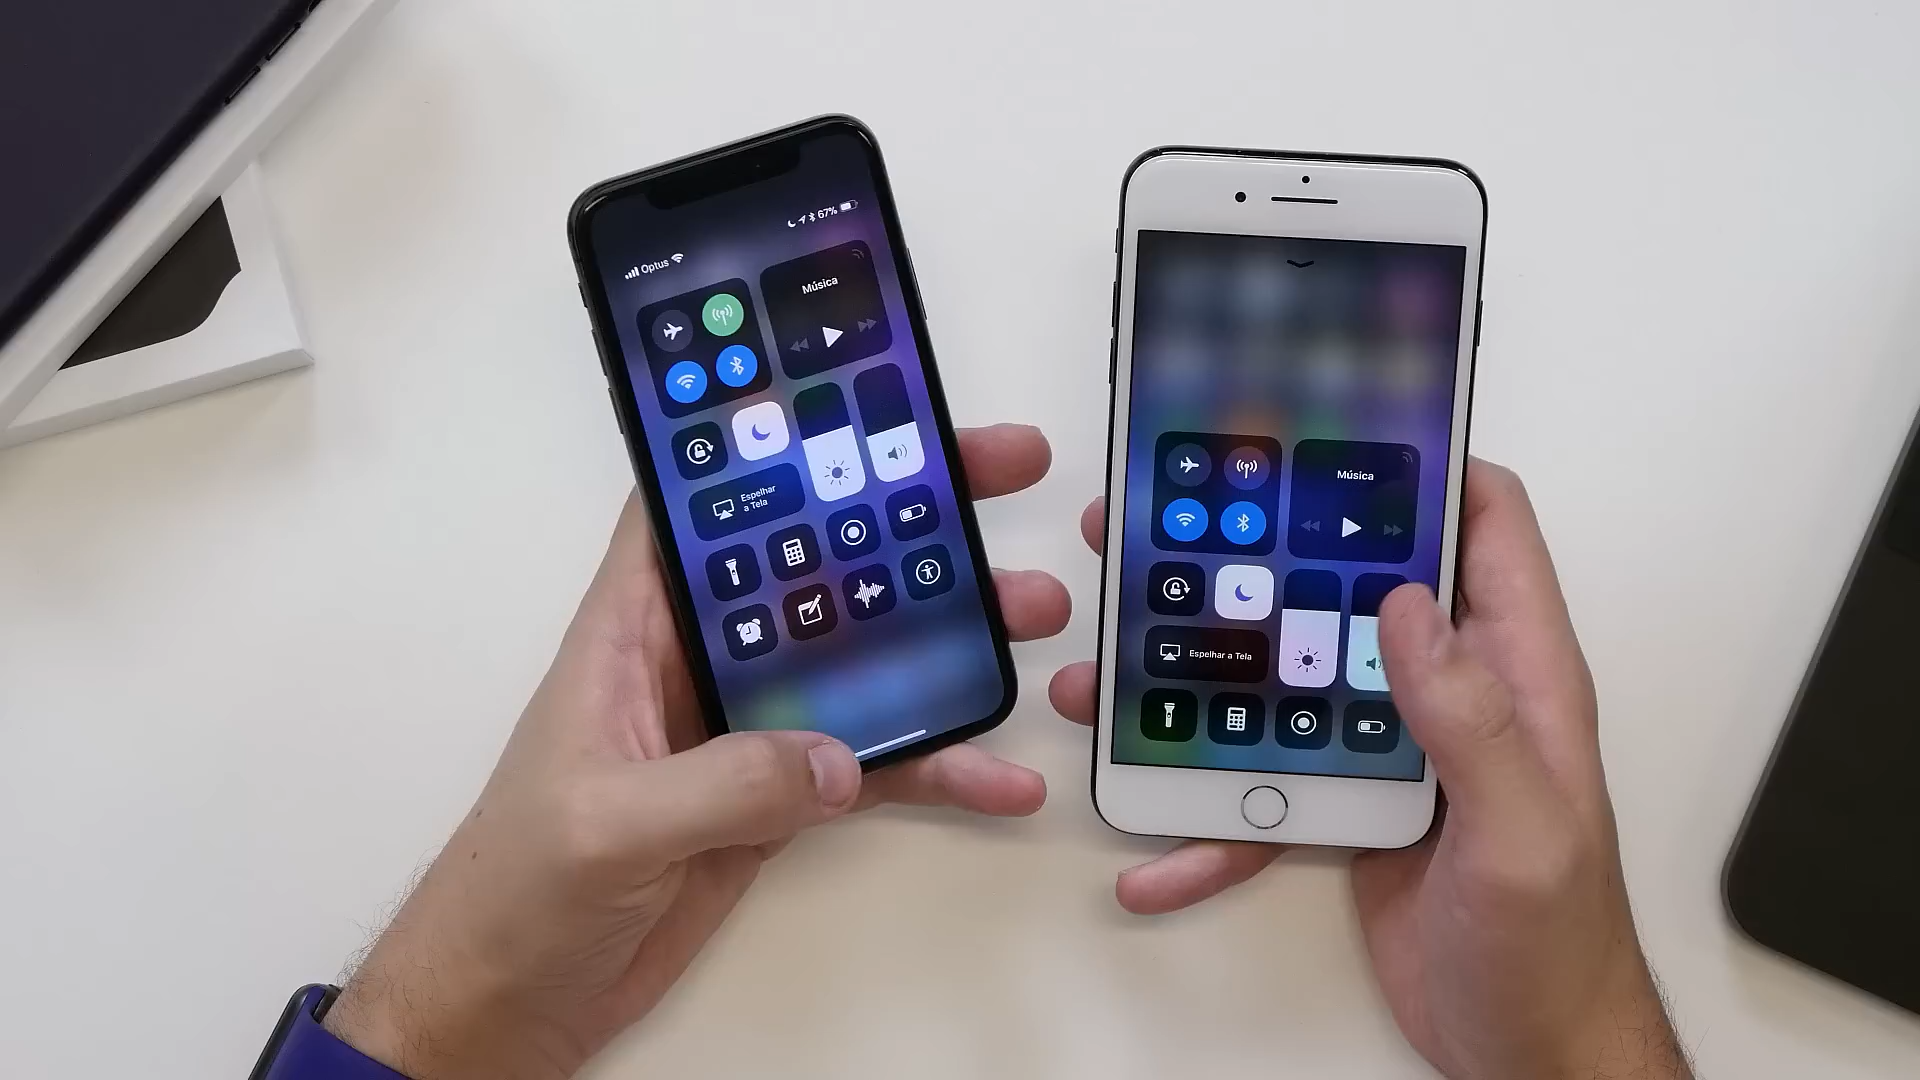 67%
Optus
Música
Espelhar
a Tela
Música
Espelhar a Tela